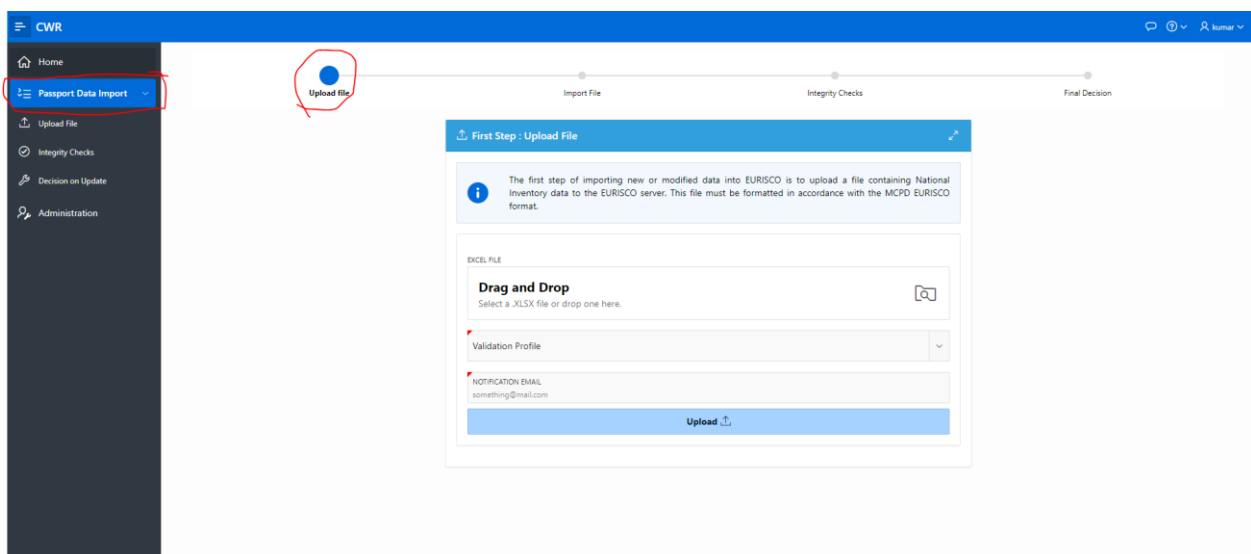 CWR
kumar
Home
Passport Data Import
Upload File
Integrity Checks
Decision on Update
Administration
Upload file
Import File
Integrity Checks
Final Decision
First Step : Upload File
The first step of importing new or modified data into EURISCO is to upload a file containing National
Inventory data to the EURISCO server. This file must be formatted in accordance with the MCPD EURISCO
format.
EXCEL FILE
Drag and Drop
Select a .XLSX file or drop one here.
Validation Profile
NOTIFICATION EMAIL
something@mail.com
Upload